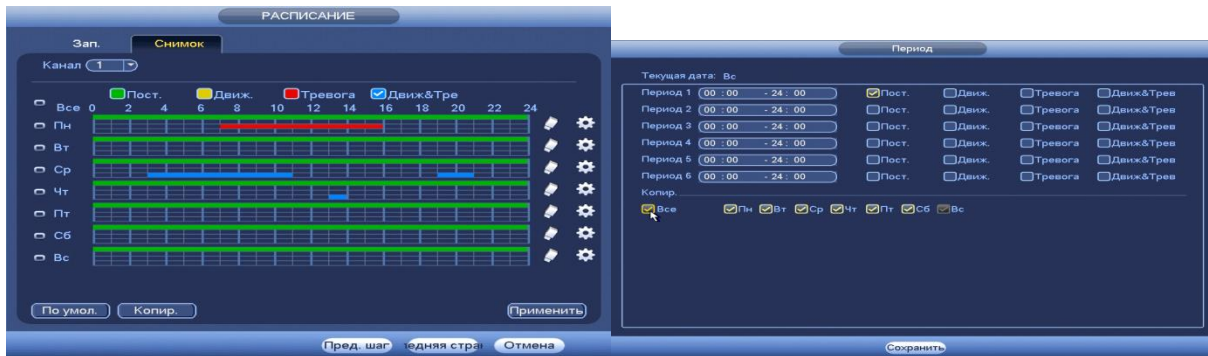 РАСПИСАНИЕ
Зап. Снимок
Канал 1
Пост. Движ. Тревога Движ&Тре
Все 0 2 4 6 8 10 12 14 16 18 20 22 24
Пн
Вт
Ср
Чт
Пт
Сб
Вс
По умол. Копир. Применить
Пред. шаг едняя стра Отмена
Период
Текущая дата: Вс
Период 1 00 :00 - 24 : 00 Пост. Движ. Тревога Движ&Трев
Период 2 00 :00 - 24 : 00 Пост. Движ. Тревога Движ&Трев
Период 3 00 :00 - 24 : 00 Пост. Движ. Тревога Движ&Трев
Период 4 00 :00 - 24 : 00 Пост. Движ. Тревога Движ&Трев
Период 5 00 :00 - 24 : 00 Пост. Движ. Тревога Движ&Трев
Период 6 00 :00 - 24 : 00 Пост. Движ. Тревога Движ&Трев
Копир.
Все Пн Вт Ср Чт Пт Сб Вс
Сохранить